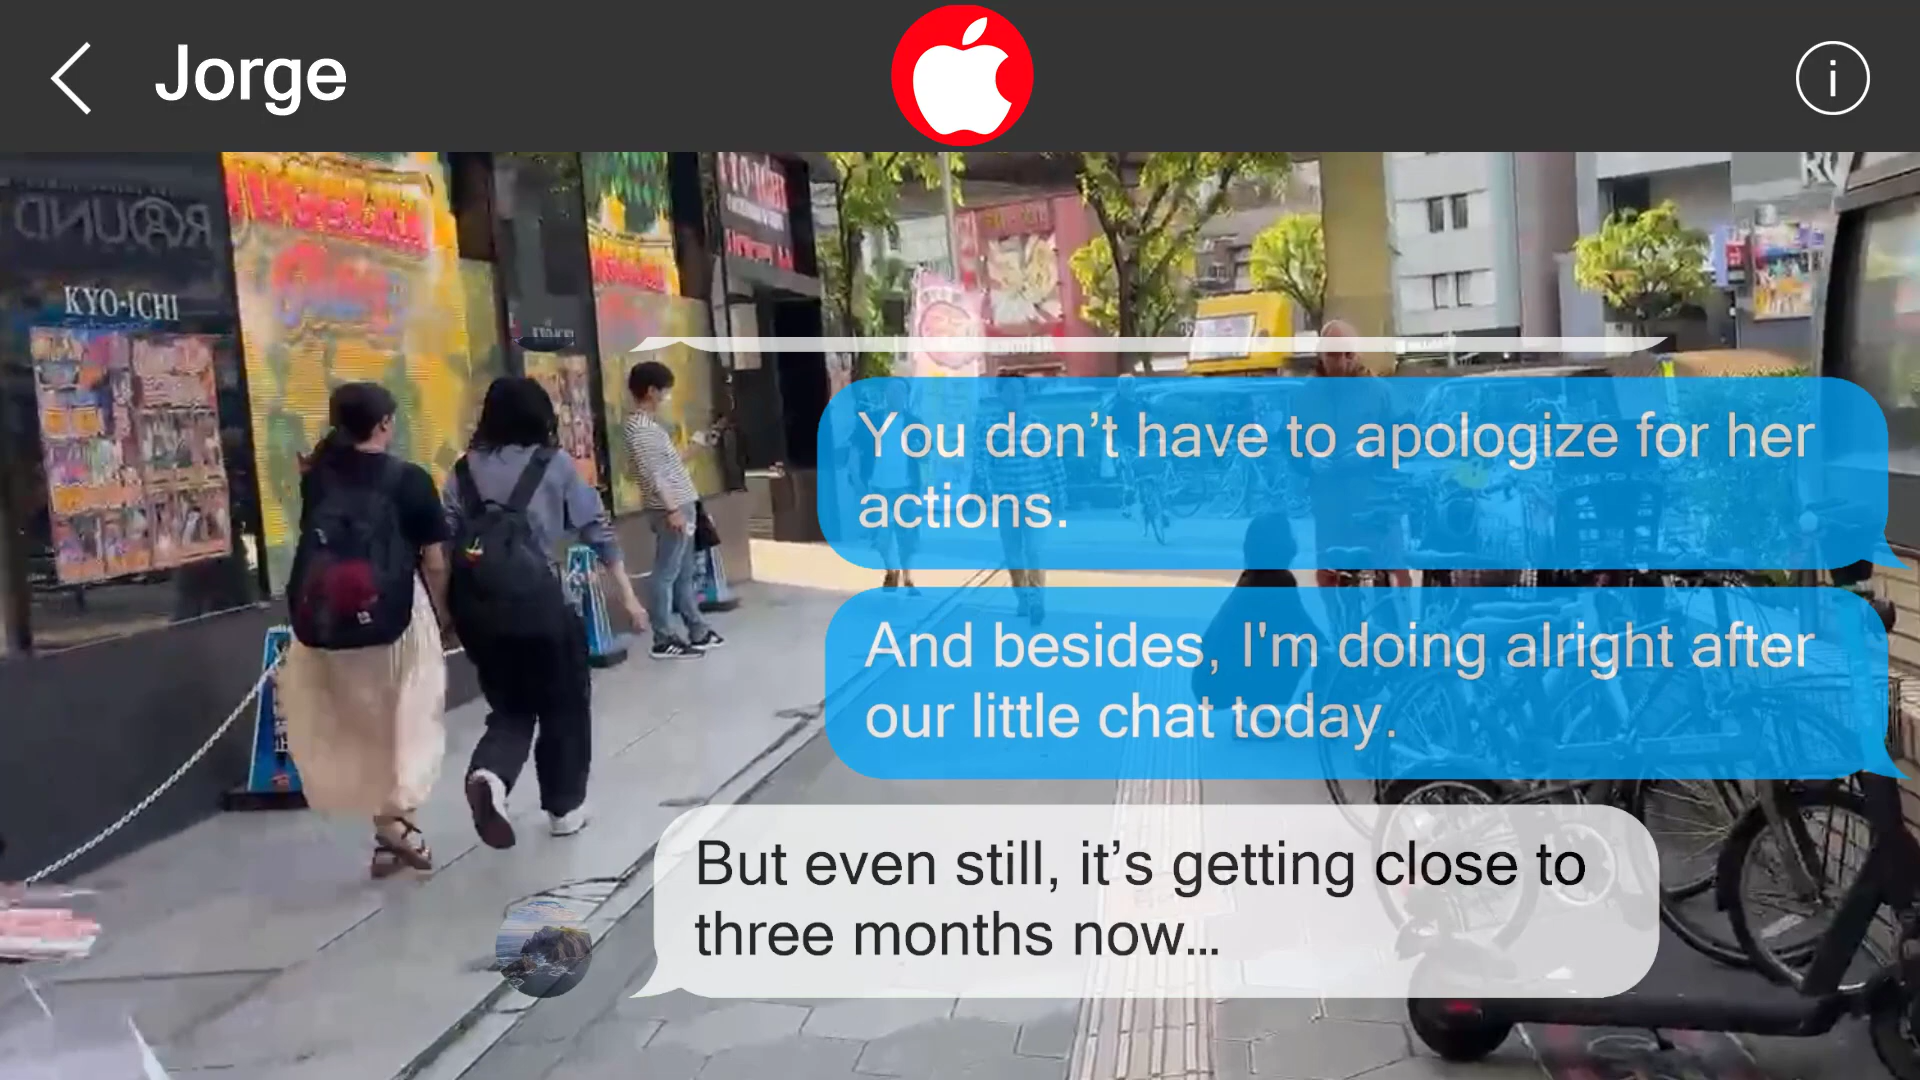 Jorge
i
KYO-ICHI
You don’t have to apologize for her
actions.
And besides, I'm doing alright after
our little chat today.
But even still, it’s getting close to
three months now…